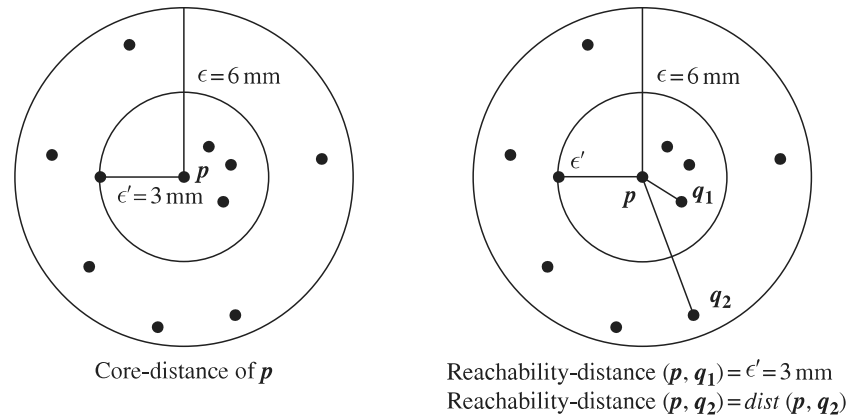 ϵ = 6 mm
p
ϵ′ = 3 mm
Core-distance of p
ϵ = 6 mm
ϵ′
p
q₁
q₂
Reachability-distance (p, q₁) = ϵ′ = 3 mm
Reachability-distance (p, q₂) = dist (p, q₂)